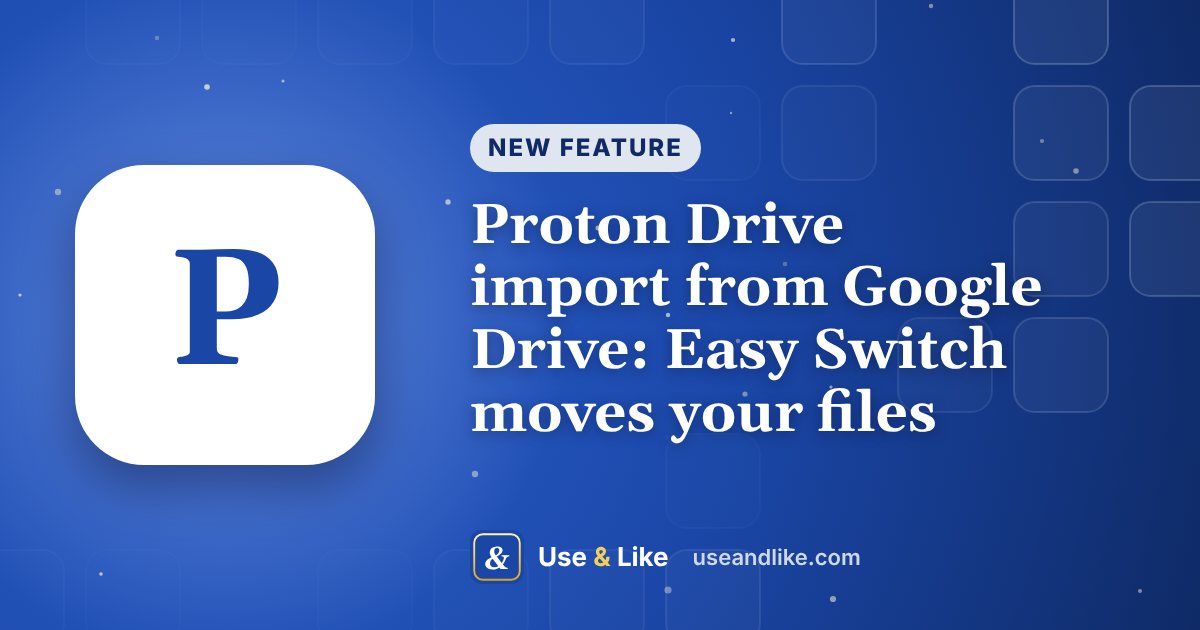 P
NEW FEATURE
Proton Drive
import from Google
Drive: Easy Switch
moves your files
& Use & Like useandlike.com